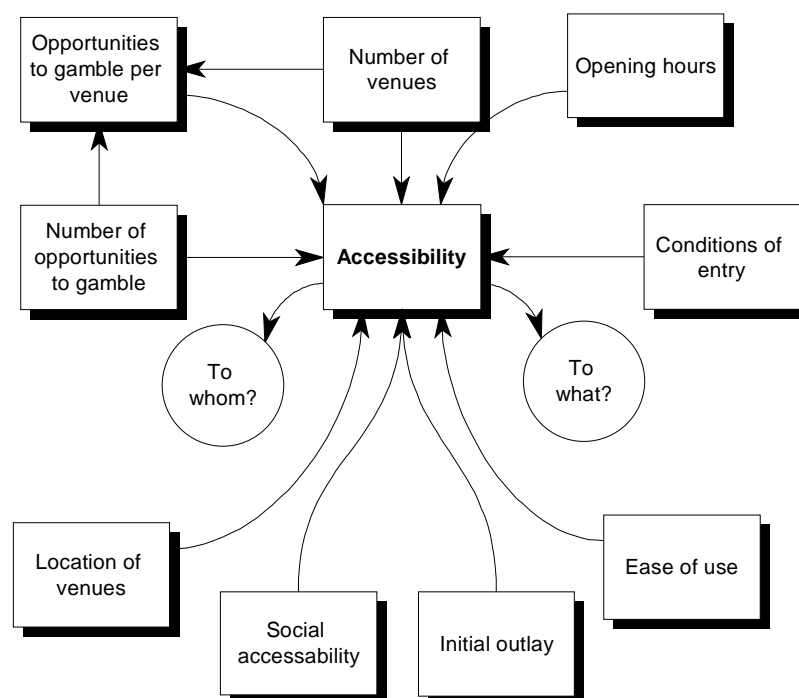 Opportunities
to gamble per
venue
Number of
venues
Opening hours
Number of
opportunities
to gamble
Accessibility
Conditions of
entry
To
whom?
To
what?
Location of
venues
Social
accessability
Initial outlay
Ease of use